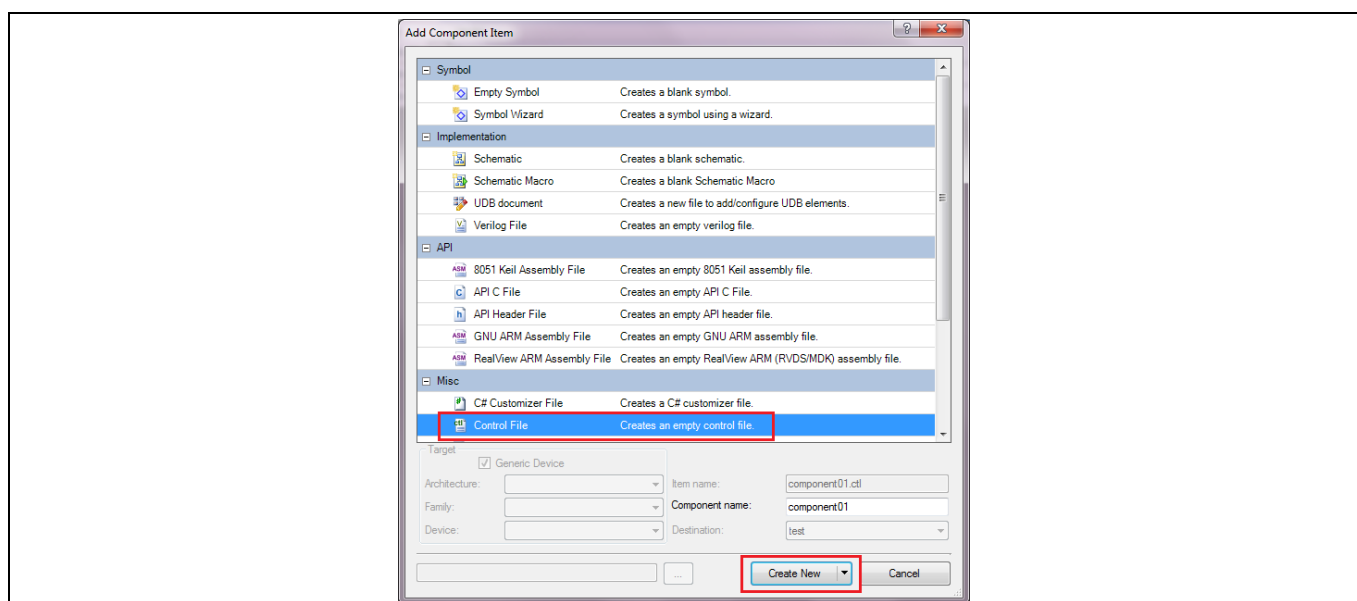 Add Component Item
Symbol
Empty Symbol Creates a blank symbol.
Symbol Wizard Creates a symbol using a wizard.
Implementation
Schematic Creates a blank schematic.
Schematic Macro Creates a blank Schematic Macro
UDB document Creates a new file to add/configure UDB elements.
Verilog File Creates an empty verilog file.
API
ASM 8051 Keil Assembly File Creates an empty 8051 Keil assembly file.
c API C File Creates an empty API C File.
h API Header File Creates an empty API header file.
ASM GNU ARM Assembly File Creates an empty GNU ARM assembly file.
ASM RealView ARM Assembly File Creates an empty RealView ARM (RVDS/MDK) assembly file.
Misc
C# Customizer File Creates a C# customizer file.
ctl Control File Creates an empty control file.
Target
Generic Device
Architecture: Item name: component01.ctl
Family: Component name: component01
Device: Destination: test
... Create New Cancel